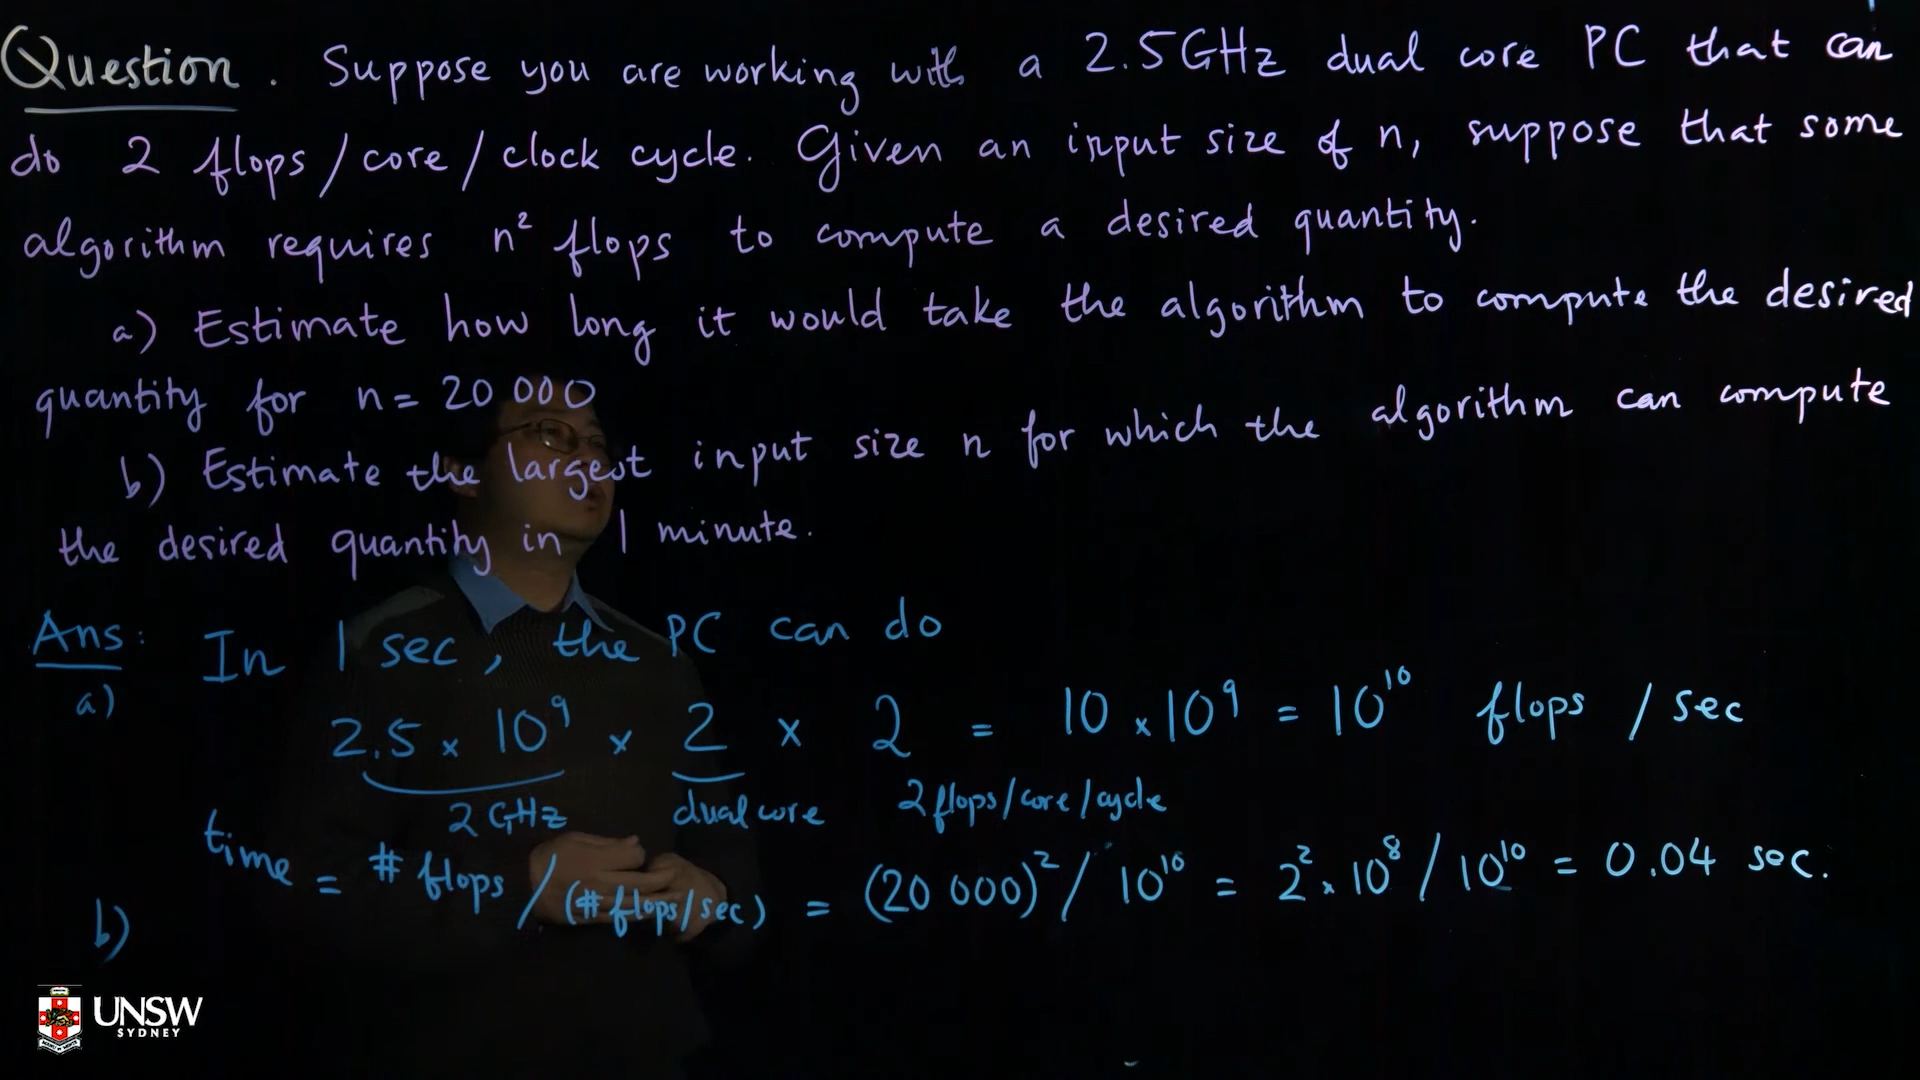 Question. Suppose you are working with a 2.5GHz dual core PC that can
do 2 flops/core/clock cycle. Given an input size of n, suppose that some
algorithm requires n² flops to compute a desired quantity.
a) Estimate how long it would take the algorithm to compute the desired
quantity for n= 20 000
b) Estimate the largest input size n for which the algorithm can compute
the desired quantity in 1 minute.
Ans: In 1 sec, the PC can do
a)
2.5 x 10⁹ x 2 x 2 = 10 x 10⁹ = 10¹⁰ flops / sec
2 GHz dual core 2 flops/core/cycle
time = # flops / (# flops/sec) = (20 000)² / 10¹⁰ = 2² x 10⁸ / 10¹⁰ = 0.04 sec.
b)
UNSW
SYDNEY